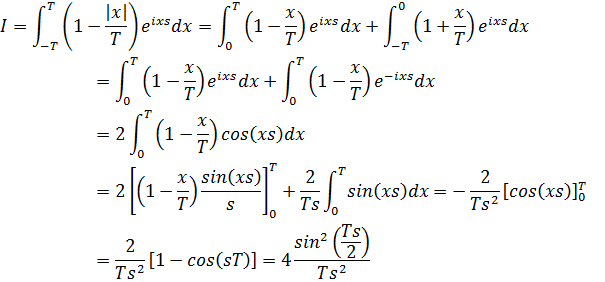 I = ∫_{-T}^{T} (1 - |x|/T) e^{ixs} dx = ∫_{0}^{T} (1 - x/T) e^{ixs} dx + ∫_{-T}^{0} (1 + x/T) e^{ixs} dx
= ∫_{0}^{T} (1 - x/T) e^{ixs} dx + ∫_{0}^{T} (1 - x/T) e^{-ixs} dx
= 2 ∫_{0}^{T} (1 - x/T) cos(xs) dx
= 2 [(1 - x/T) sin(xs)/s]_{0}^{T} + 2/(Ts) ∫_{0}^{T} sin(xs) dx = - 2/(Ts^2) [cos(xs)]_{0}^{T}
= 2/(Ts^2) [1 - cos(sT)] = 4 sin^2(Ts/2)/(Ts^2)